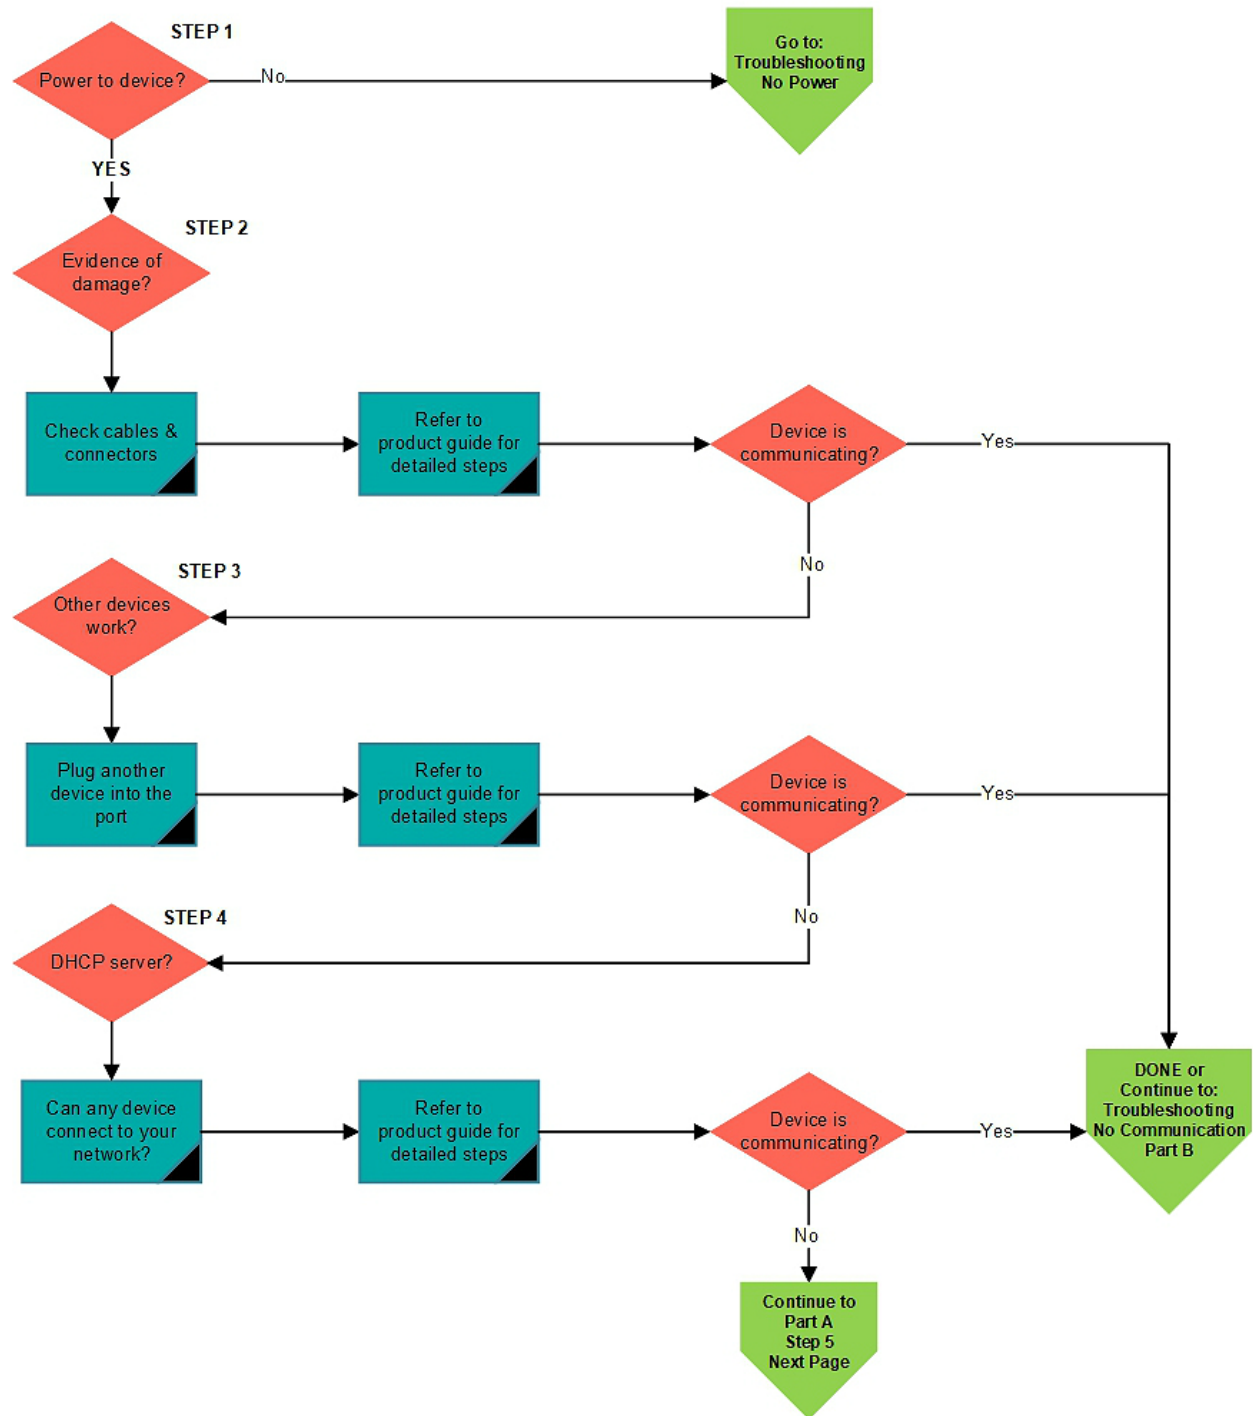 STEP 1
Power to device?
No
Go to:
Troubleshooting
No Power
YES
STEP 2
Evidence of
damage?
Check cables &
connectors
Refer to
product guide for
detailed steps
Device is
communicating?
Yes
No
STEP 3
Other devices
work?
Plug another
device into the
port
Refer to
product guide for
detailed steps
Device is
communicating?
Yes
No
STEP 4
DHCP server?
Can any device
connect to your
network?
Refer to
product guide for
detailed steps
Device is
communicating?
Yes
DONE or
Continue to:
Troubleshooting
No Communication
Part B
No
Continue to
Part A
Step 5
Next Page